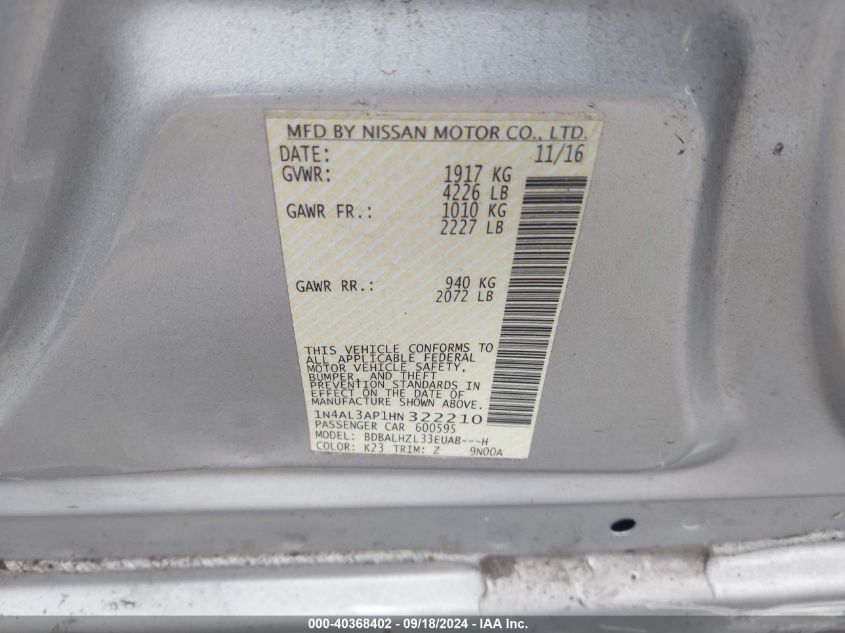 MFD BY NISSAN MOTOR CO., LTD.
DATE: 11/16
GVWR: 1917 KG
4226 LB
GAWR FR.: 1010 KG
2227 LB
GAWR RR.: 940 KG
2072 LB
THIS VEHICLE CONFORMS TO
ALL APPLICABLE FEDERAL
MOTOR VEHICLE SAFETY,
BUMPER, AND THEFT
PREVENTION STANDARDS IN
EFFECT ON THE DATE OF
MANUFACTURE SHOWN ABOVE.
1N4AL3AP1HN322210
PASSENGER CAR 600595
MODEL: BDBALHZL33EUAB---H
COLOR: K23 TRIM: Z 9N00A
000-40368402 - 09/18/2024 - IAA Inc.